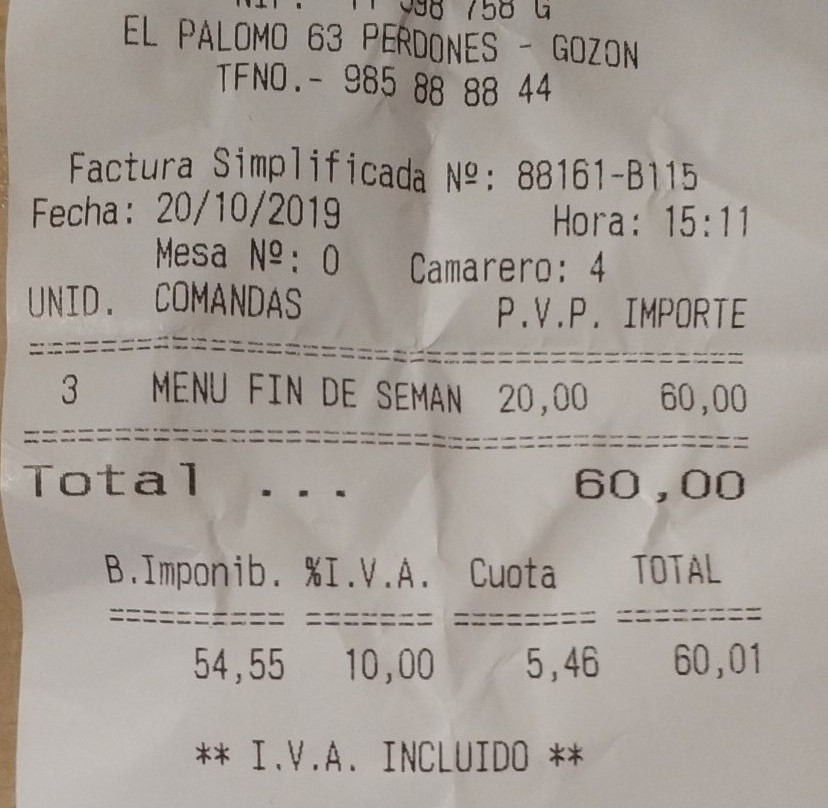 758 G
EL PALOMO 63 PERDONES - GOZON
TFNO.- 985 88 88 44
Factura Simplificada Nº: 88161-B115
Fecha: 20/10/2019 Hora: 15:11
Mesa Nº: 0 Camarero: 4
UNID. COMANDAS P.V.P. IMPORTE
================================================
3 MENU FIN DE SEMAN 20,00 60,00
================================================
Total ... 60,00
B.Imponib. %I.V.A. Cuota TOTAL
========== ======= ======== ========
54,55 10,00 5,46 60,01
** I.V.A. INCLUIDO **